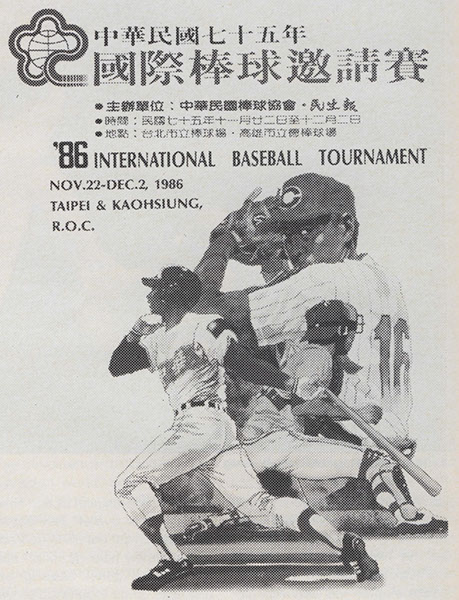 中華民國七十五年
國際棒球邀請賽
●主辦單位：中華民國棒球協會・民生報
●時間：民國七十五年十一月廿二日至十二月二日
●地點：台北市立棒球場・高雄市立德棒球場
'86 INTERNATIONAL BASEBALL TOURNAMENT
NOV.22-DEC.2, 1986
TAIPEI & KAOHSIUNG,
R.O.C.
C
16